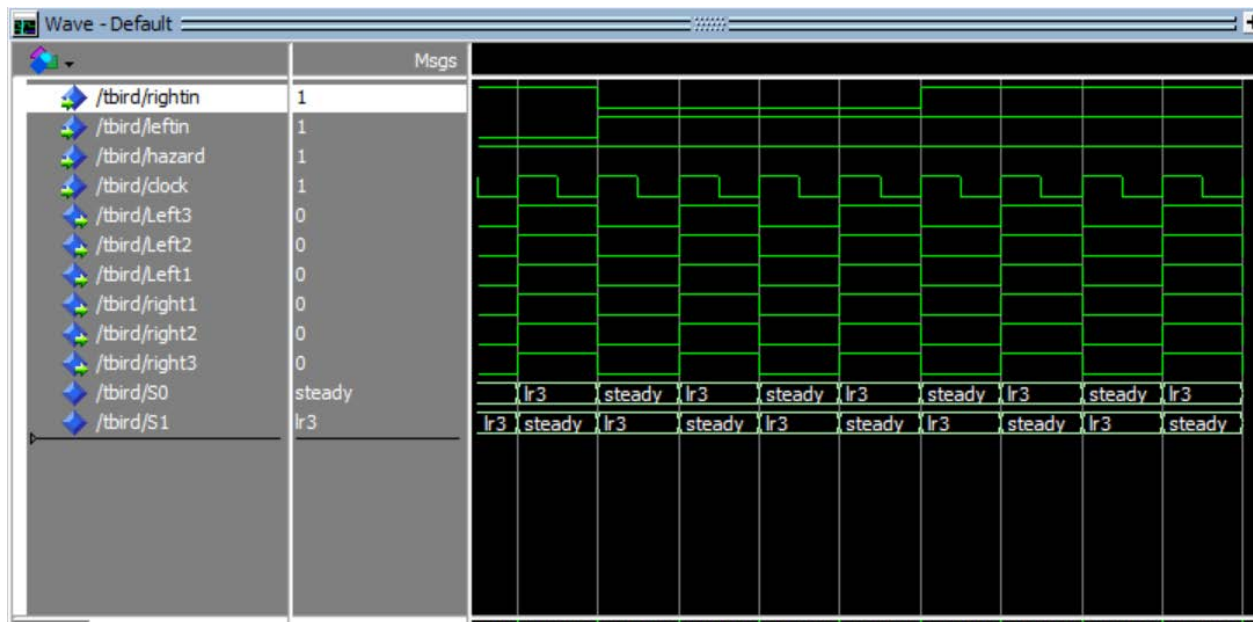 Wave - Default
Msgs
/tbird/rightin 1
/tbird/leftin 1
/tbird/hazard 1
/tbird/clock 1
/tbird/Left3 0
/tbird/Left2 0
/tbird/Left1 0
/tbird/right1 0
/tbird/right2 0
/tbird/right3 0
/tbird/S0 steady lr3 steady lr3 steady lr3 steady lr3 steady lr3
/tbird/S1 lr3 lr3 steady lr3 steady lr3 steady lr3 steady lr3 steady